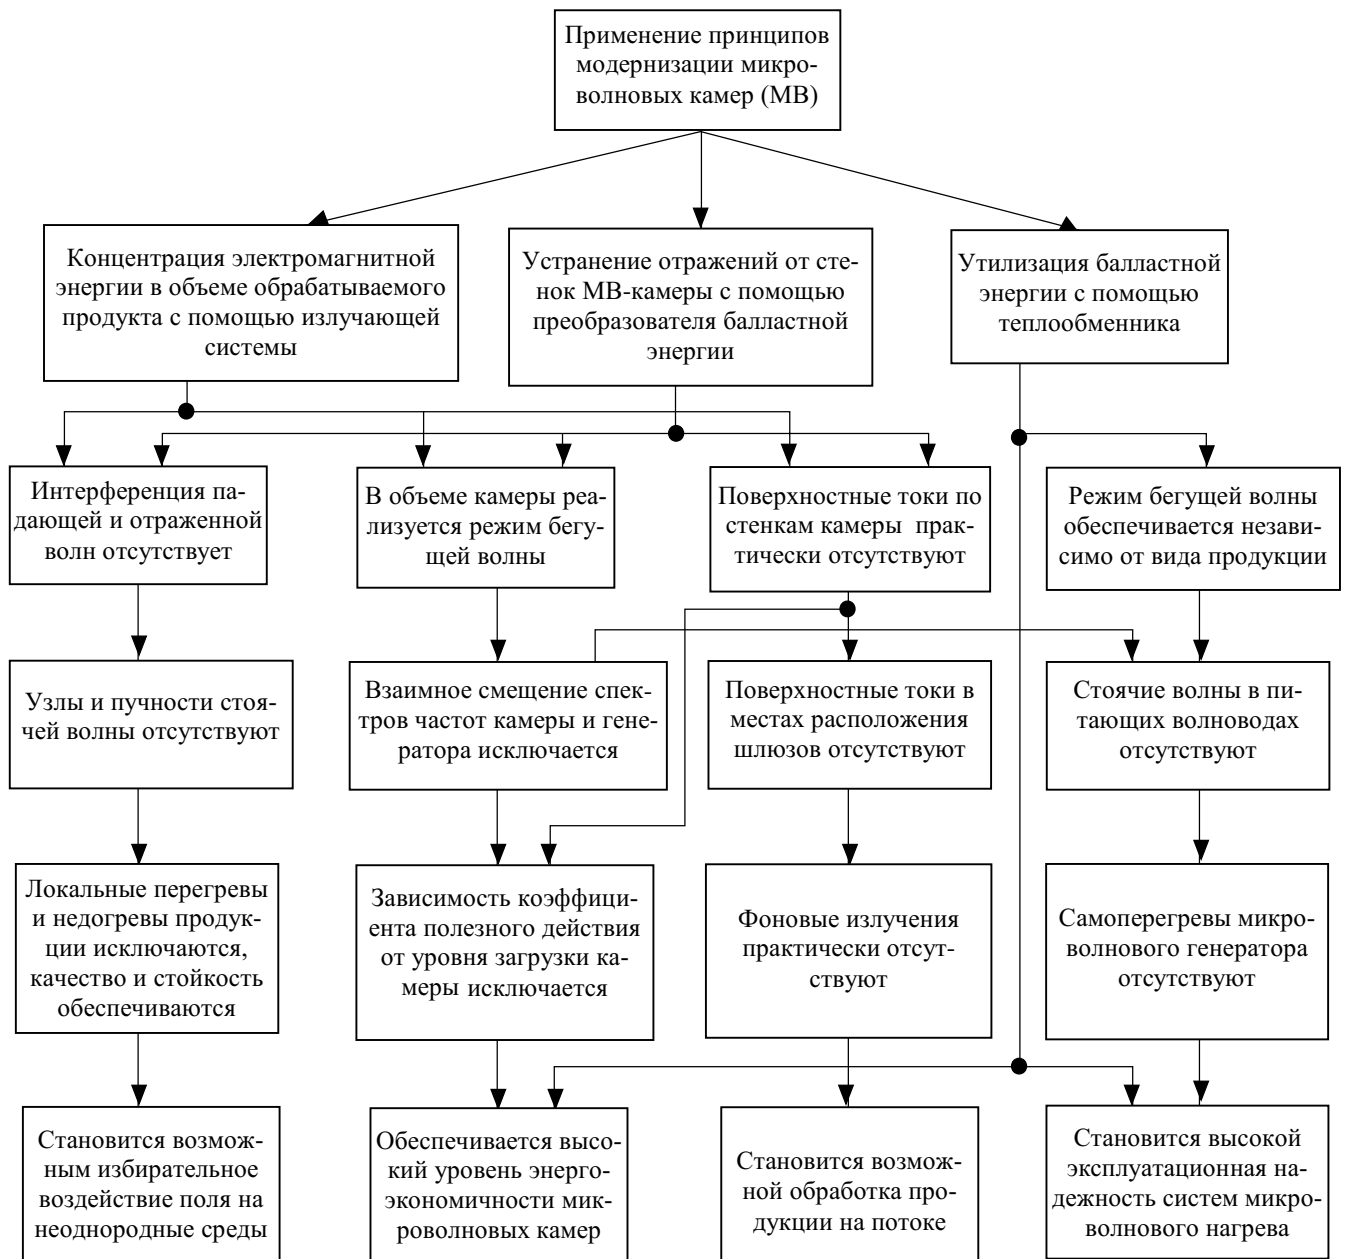 Применение принципов
модернизации микро-
волновых камер (МВ)
Концентрация электромагнитной
энергии в объеме обрабатываемого
продукта с помощью излучающей
системы
Устранение отражений от сте-
нок МВ-камеры с помощью
преобразователя балластной
энергии
Утилизация балластной
энергии с помощью
теплообменника
Интерференция па-
дающей и отраженной
волн отсутствует
В объеме камеры реа-
лизуется режим бегу-
щей волны
Поверхностные токи по
стенкам камеры прак-
тически отсутствуют
Режим бегущей волны
обеспечивается незави-
симо от вида продукции
Узлы и пучности стоя-
чей волны отсутствуют
Взаимное смещение спек-
тров частот камеры и гене-
ратора исключается
Поверхностные токи в
местах расположения
шлюзов отсутствуют
Стоячие волны в пи-
тающих волноводах
отсутствуют
Локальные перегревы
и недогревы продук-
ции исключаются,
качество и стойкость
обеспечиваются
Зависимость коэффици-
ента полезного действия
от уровня загрузки ка-
меры исключается
Фоновые излучения
практически отсут-
ствуют
Самоперегревы микро-
волнового генератора
отсутствуют
Становится возмож-
ным избирательное
воздействие поля на
неоднородные среды
Обеспечивается высо-
кий уровень энерго-
экономичности мик-
роволновых камер
Становится возмож-
ной обработка про-
дукции на потоке
Становится высокой
эксплуатационная на-
дежность систем микро-
волнового нагрева